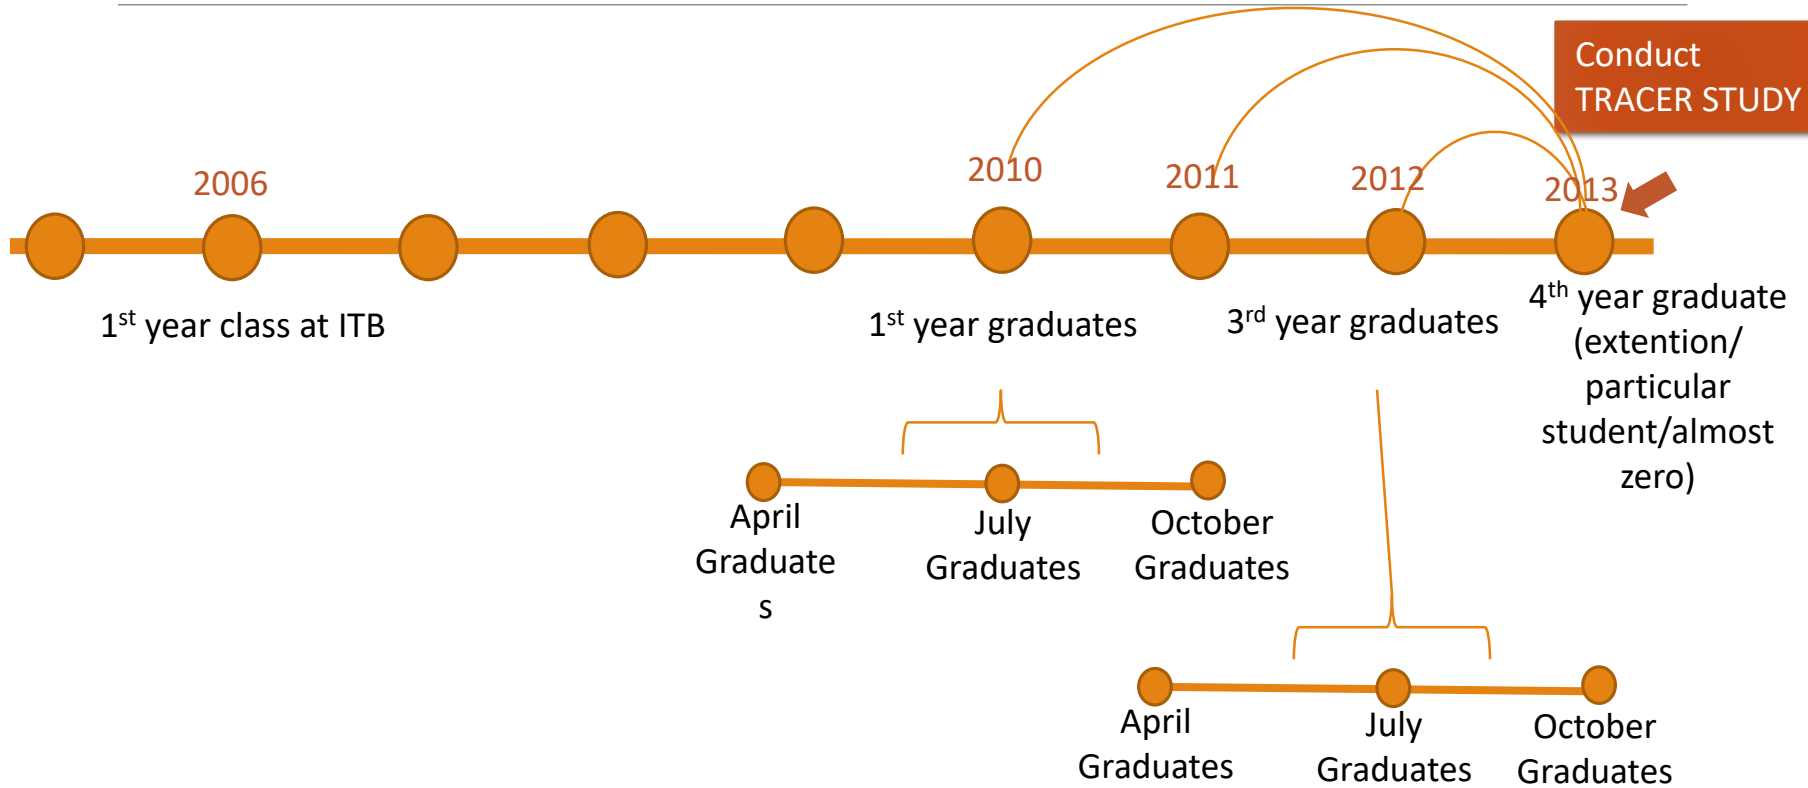 Conduct
TRACER STUDY
2006
2010
2011
2012
2013
1st year class at ITB
1st year graduates
3rd year graduates
4th year graduate
(extention/
particular
student/almost
zero)
April
Graduate
s
July
Graduates
October
Graduates
April
Graduates
July
Graduates
October
Graduates